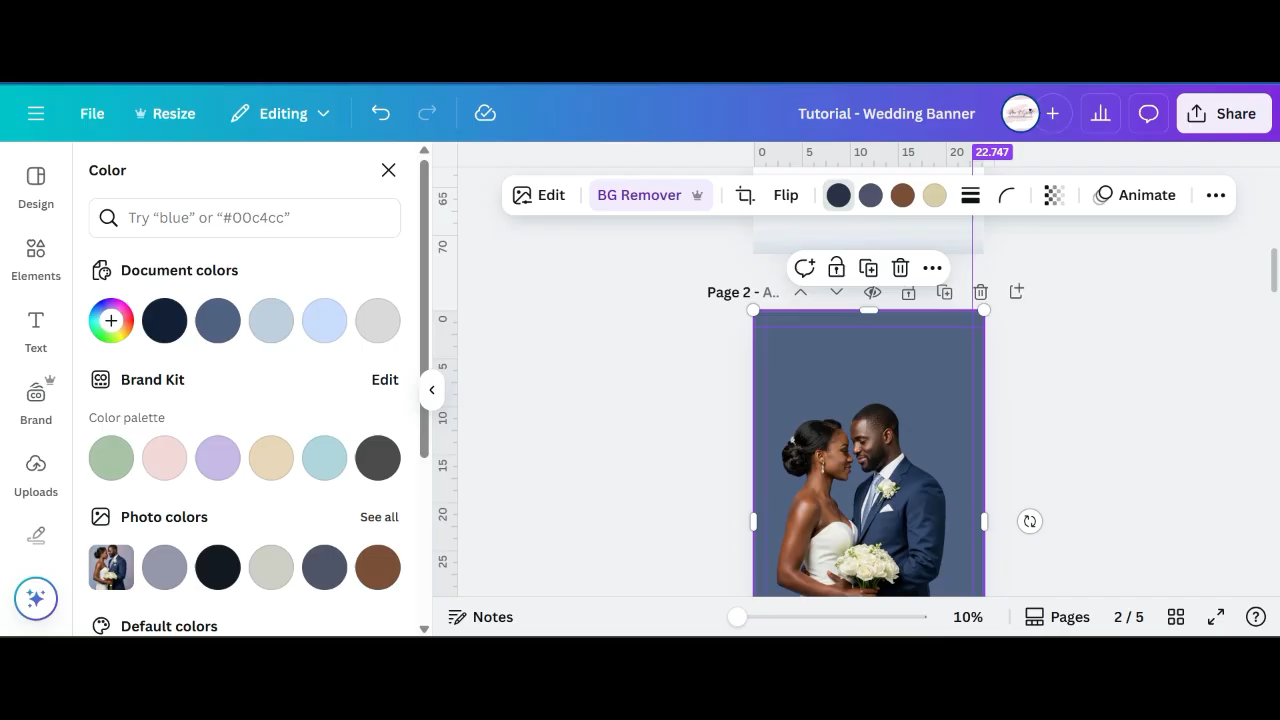 File Resize Editing Tutorial - Wedding Banner Share
Design
Elements
Text
Brand
Uploads
Color
Try “blue” or “#00c4cc”
Document colors
Brand Kit Edit
Color palette
Photo colors See all
Default colors
0 5 10 15 20 22.747
65
70
Edit BG Remover Flip Animate
Page 2 - A..
0
5
10
15
20
25
Notes 10% Pages 2 / 5